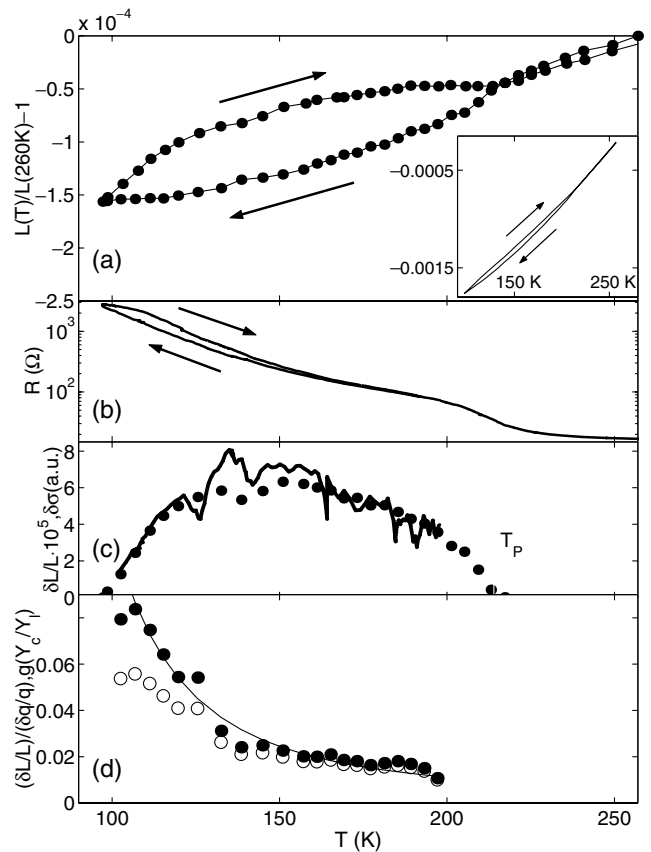 x 10⁻⁴
0
−0.5
−1
−1.5
−2
−2.5
L(T)/L(260K)−1
(a)
−0.0005
−0.0015
150 K
250 K
10³
10²
R (Ω)
(b)
8
6
4
2
0
δL/L·10⁵,δσ(a.u.)
(c)
T_P
0.06
0.04
0.02
0
(δL/L)/(δq/q),g(Y_c/Y_l)
(d)
100
150
200
250
T (K)